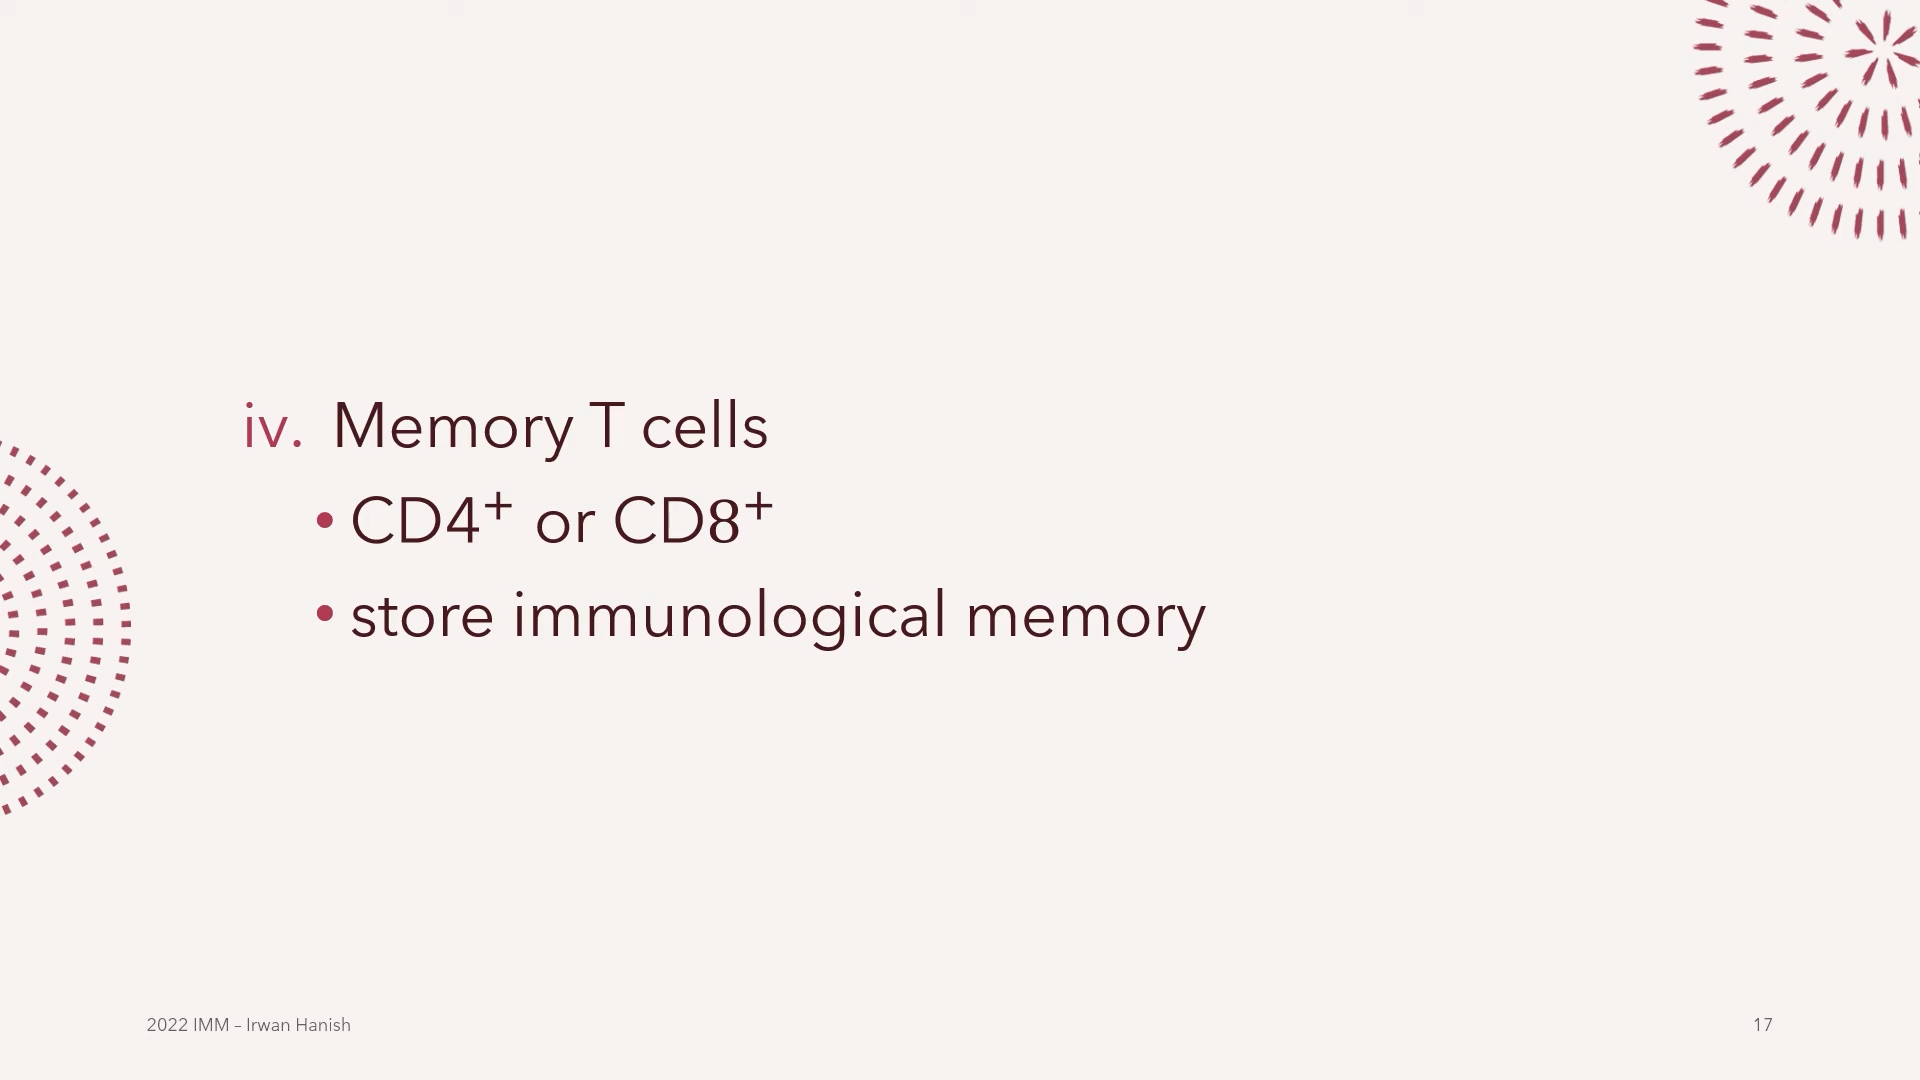 iv. Memory T cells
• CD4⁺ or CD8⁺
• store immunological memory
2022 IMM – Irwan Hanish
17